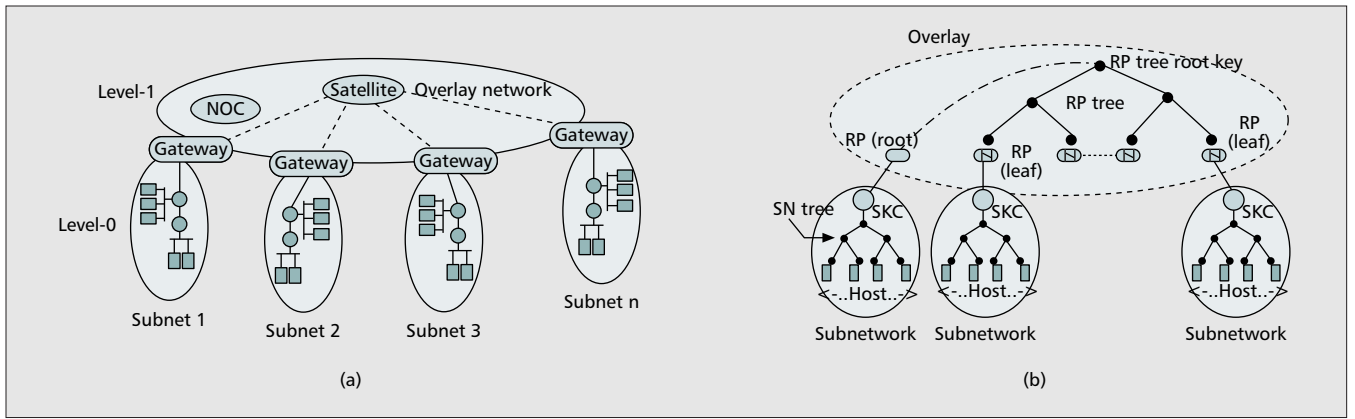 Level-1
NOC
Satellite
Overlay network
Gateway
Gateway
Gateway
Gateway
Level-0
Subnet 1
Subnet 2
Subnet 3
Subnet n
(a)
Overlay
RP tree root key
RP tree
RP (root)
RP
(leaf)
RP
(leaf)
SN tree
SKC
SKC
SKC
<-..Host..->
<-..Host..->
<-..Host..->
Subnetwork
Subnetwork
Subnetwork
(b)